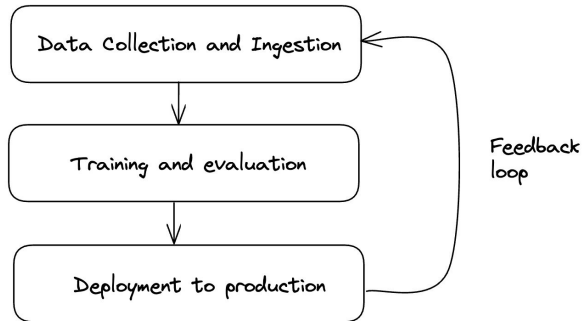 Data Collection and Ingestion
Training and evaluation
Feedback
loop
Deployment to production